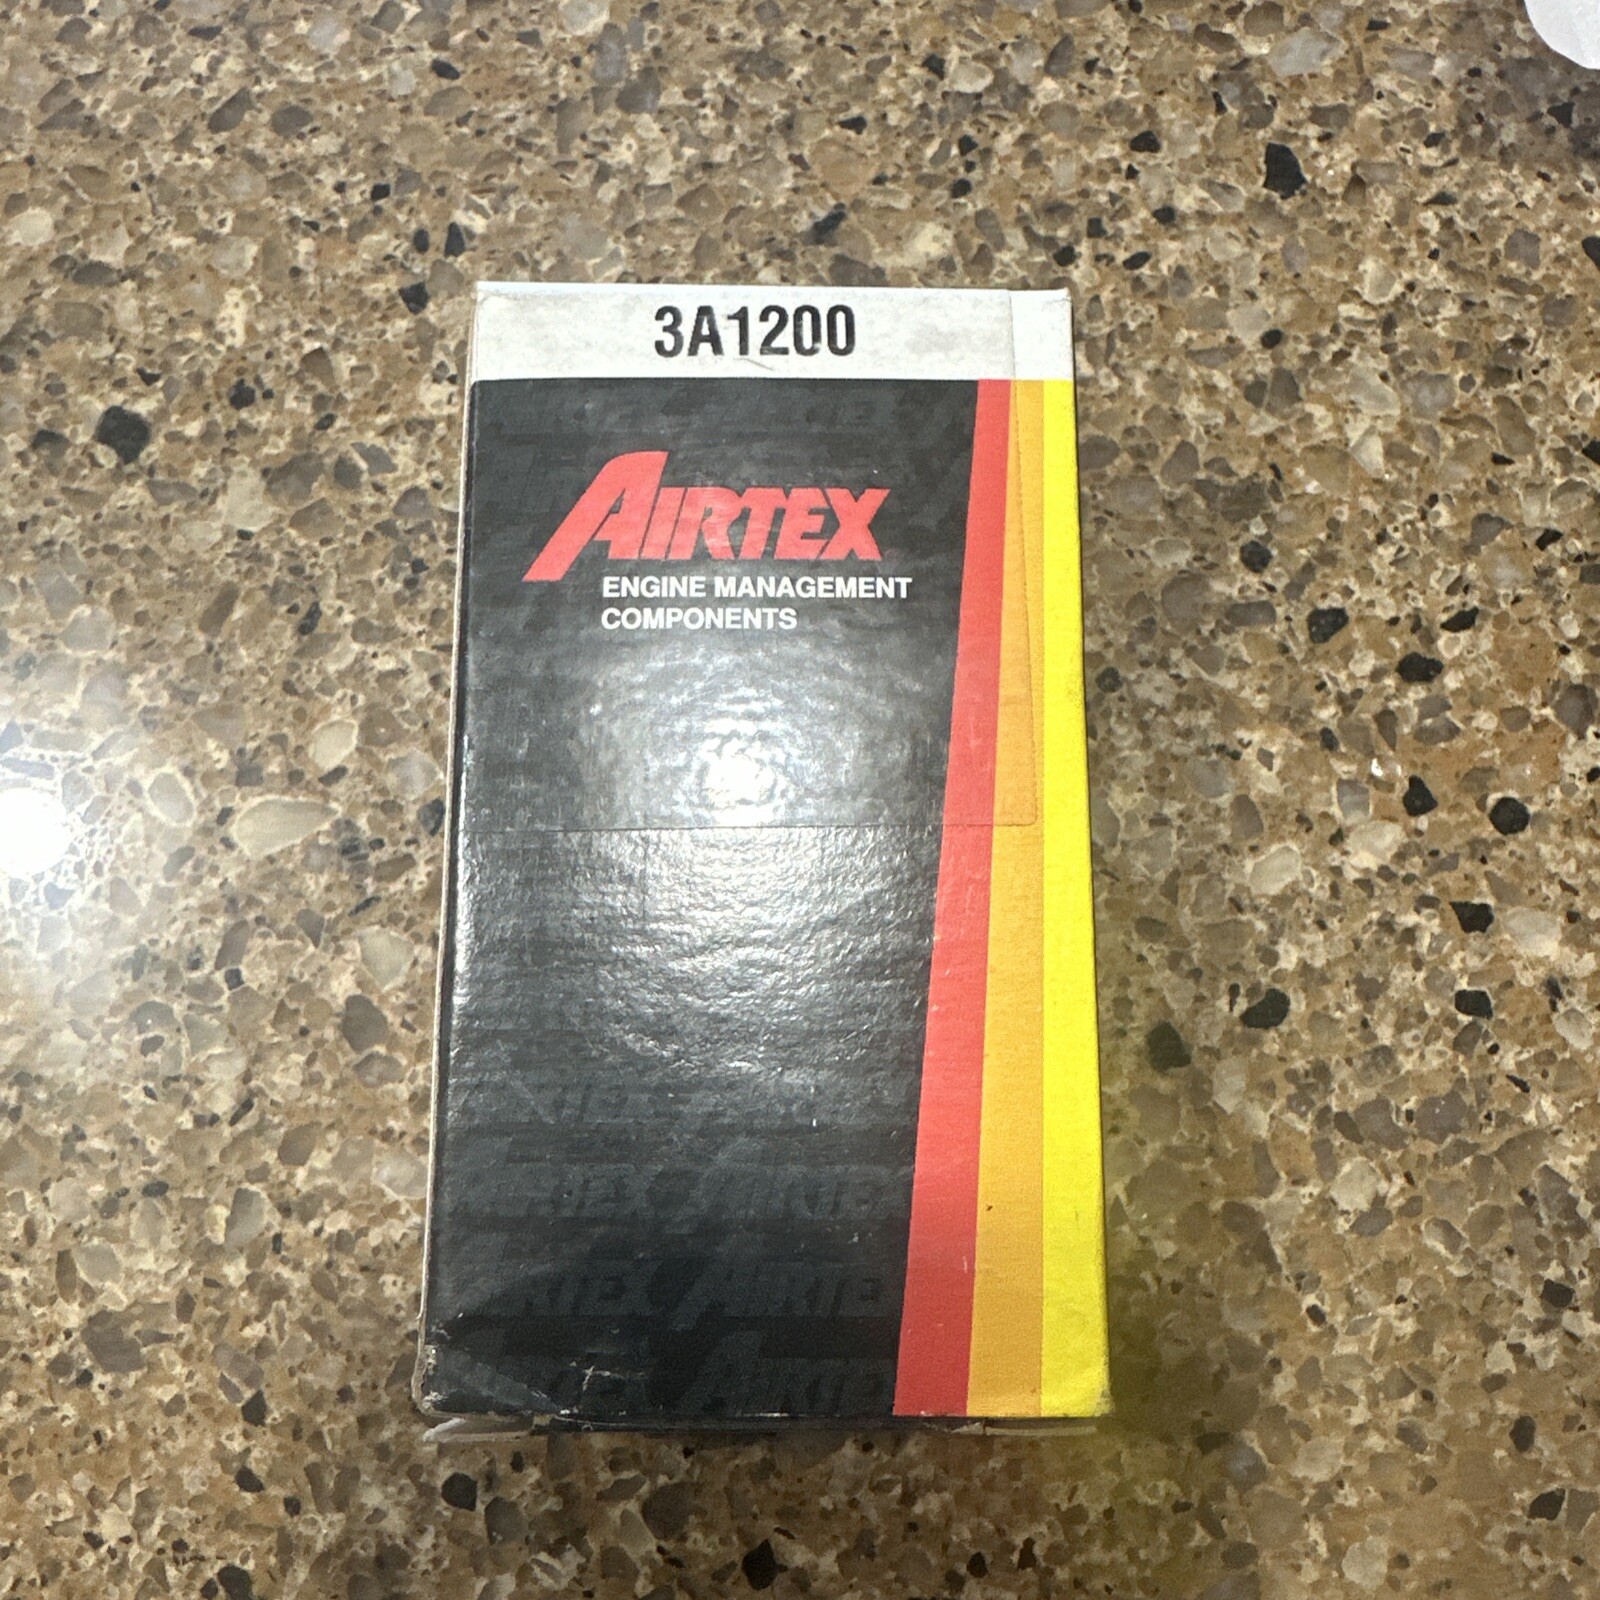 3A1200
AIRTEX
ENGINE MANAGEMENT
COMPONENTS